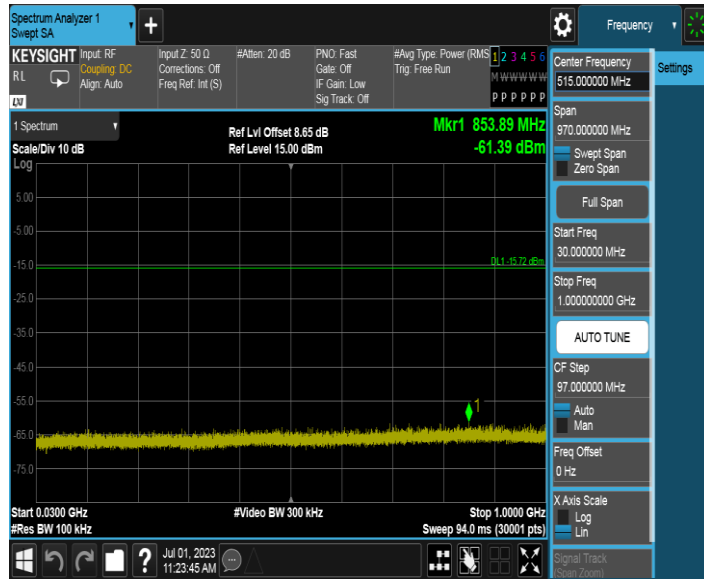 Spectrum Analyzer 1
Swept SA
Frequency
KEYSIGHT
RL
LXI
Input: RF
Coupling: DC
Align: Auto
Input Z: 50 Ω
Corrections: Off
Freq Ref: Int (S)
#Atten: 20 dB
PNO: Fast
Gate: Off
IF Gain: Low
Sig Track: Off
#Avg Type: Power (RMS
Trig: Free Run
1 2 3 4 5 6
M W W W W W
P P P P P P
Center Frequency
515.000000 MHz
Settings
Span
970.000000 MHz
Swept Span
Zero Span
Full Span
Start Freq
30.000000 MHz
Stop Freq
1.000000000 GHz
AUTO TUNE
CF Step
97.000000 MHz
Auto
Man
Freq Offset
0 Hz
X Axis Scale
Log
Lin
Signal Track
(Span Zoom)
1 Spectrum
Scale/Div 10 dB
Log
Ref Lvl Offset 8.65 dB
Ref Level 15.00 dBm
Mkr1 853.89 MHz
-61.39 dBm
5.00
-5.00
-15.0
DL1 -15.72 dBm
-25.0
-35.0
-45.0
-55.0
1
-65.0
-75.0
Start 0.0300 GHz
#Res BW 100 kHz
#Video BW 300 kHz
Stop 1.0000 GHz
Sweep 94.0 ms (30001 pts)
?
Jul 01, 2023
11:23:45 AM